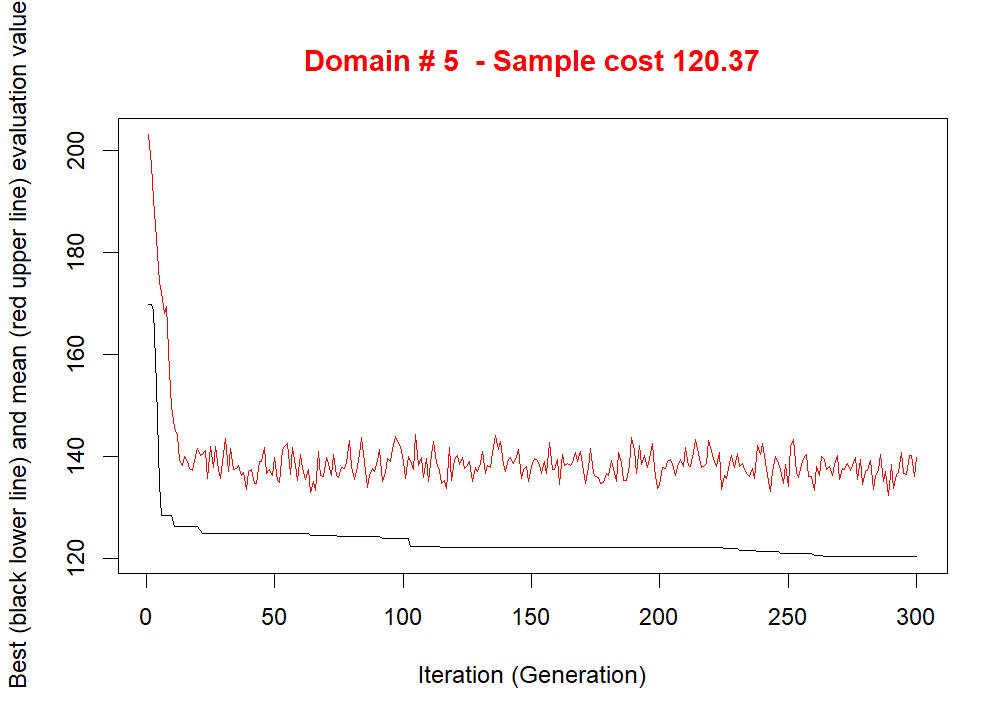 Domain # 5  - Sample cost 120.37
Best (black lower line) and mean (red upper line) evaluation value
200
180
160
140
120
0 50 100 150 200 250 300
Iteration (Generation)